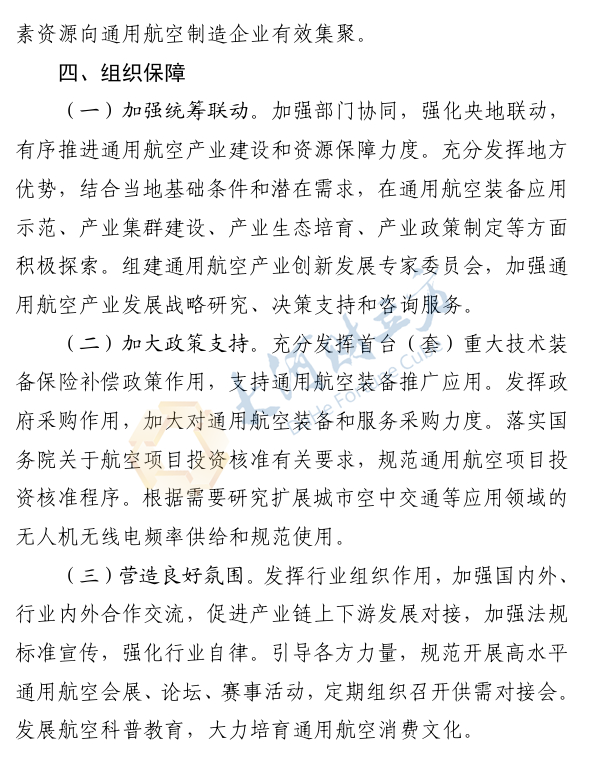 素资源向通用航空制造企业有效集聚。
四、组织保障
（一）加强统筹联动。加强部门协同，强化央地联动，
有序推进通用航空产业建设和资源保障力度。充分发挥地方
优势，结合当地基础条件和潜在需求，在通用航空装备应用
示范、产业集群建设、产业生态培育、产业政策制定等方面
积极探索。组建通用航空产业创新发展专家委员会，加强通
用航空产业发展战略研究、决策支持和咨询服务。
（二）加大政策支持。充分发挥首台（套）重大技术装
备保险补偿政策作用，支持通用航空装备推广应用。发挥政
府采购作用，加大对通用航空装备和服务采购力度。落实国
务院关于航空项目投资核准有关要求，规范通用航空项目投
资核准程序。根据需要研究扩展城市空中交通等应用领域的
无人机无线电频率供给和规范使用。
（三）营造良好氛围。发挥行业组织作用，加强国内外、
行业内外合作交流，促进产业链上下游发展对接，加强法规
标准宣传，强化行业自律。引导各方力量，规范开展高水平
通用航空会展、论坛、赛事活动，定期组织召开供需对接会。
发展航空科普教育，大力培育通用航空消费文化。
大河财立方